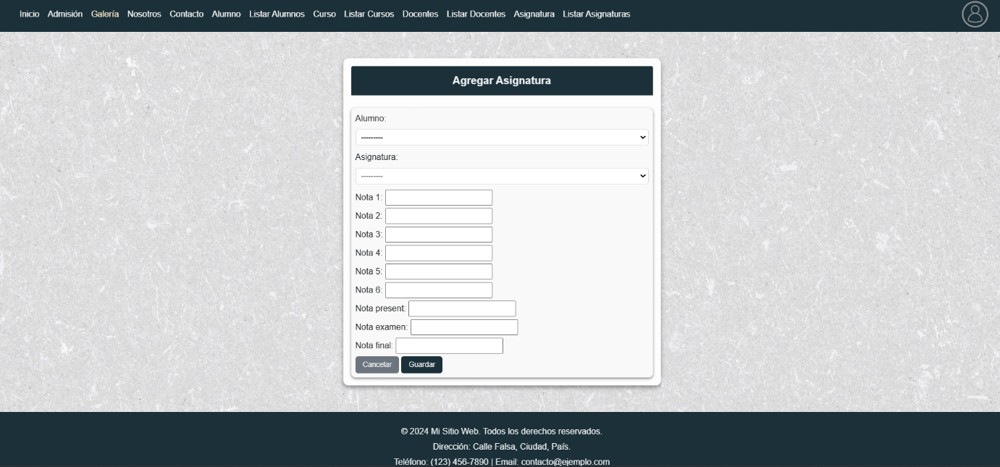 Inicio Admisión Galería Nosotros Contacto Alumno Listar Alumnos Curso Listar Cursos Docentes Listar Docentes Asignatura Listar Asignaturas
Agregar Asignatura
Alumno:
---------
Asignatura:
---------
Nota 1:
Nota 2:
Nota 3:
Nota 4:
Nota 5:
Nota 6:
Nota present:
Nota examen:
Nota final:
Cancelar Guardar
© 2024 Mi Sitio Web. Todos los derechos reservados.
Dirección: Calle Falsa, Ciudad, País.
Teléfono: (123) 456-7890 | Email: contacto@ejemplo.com